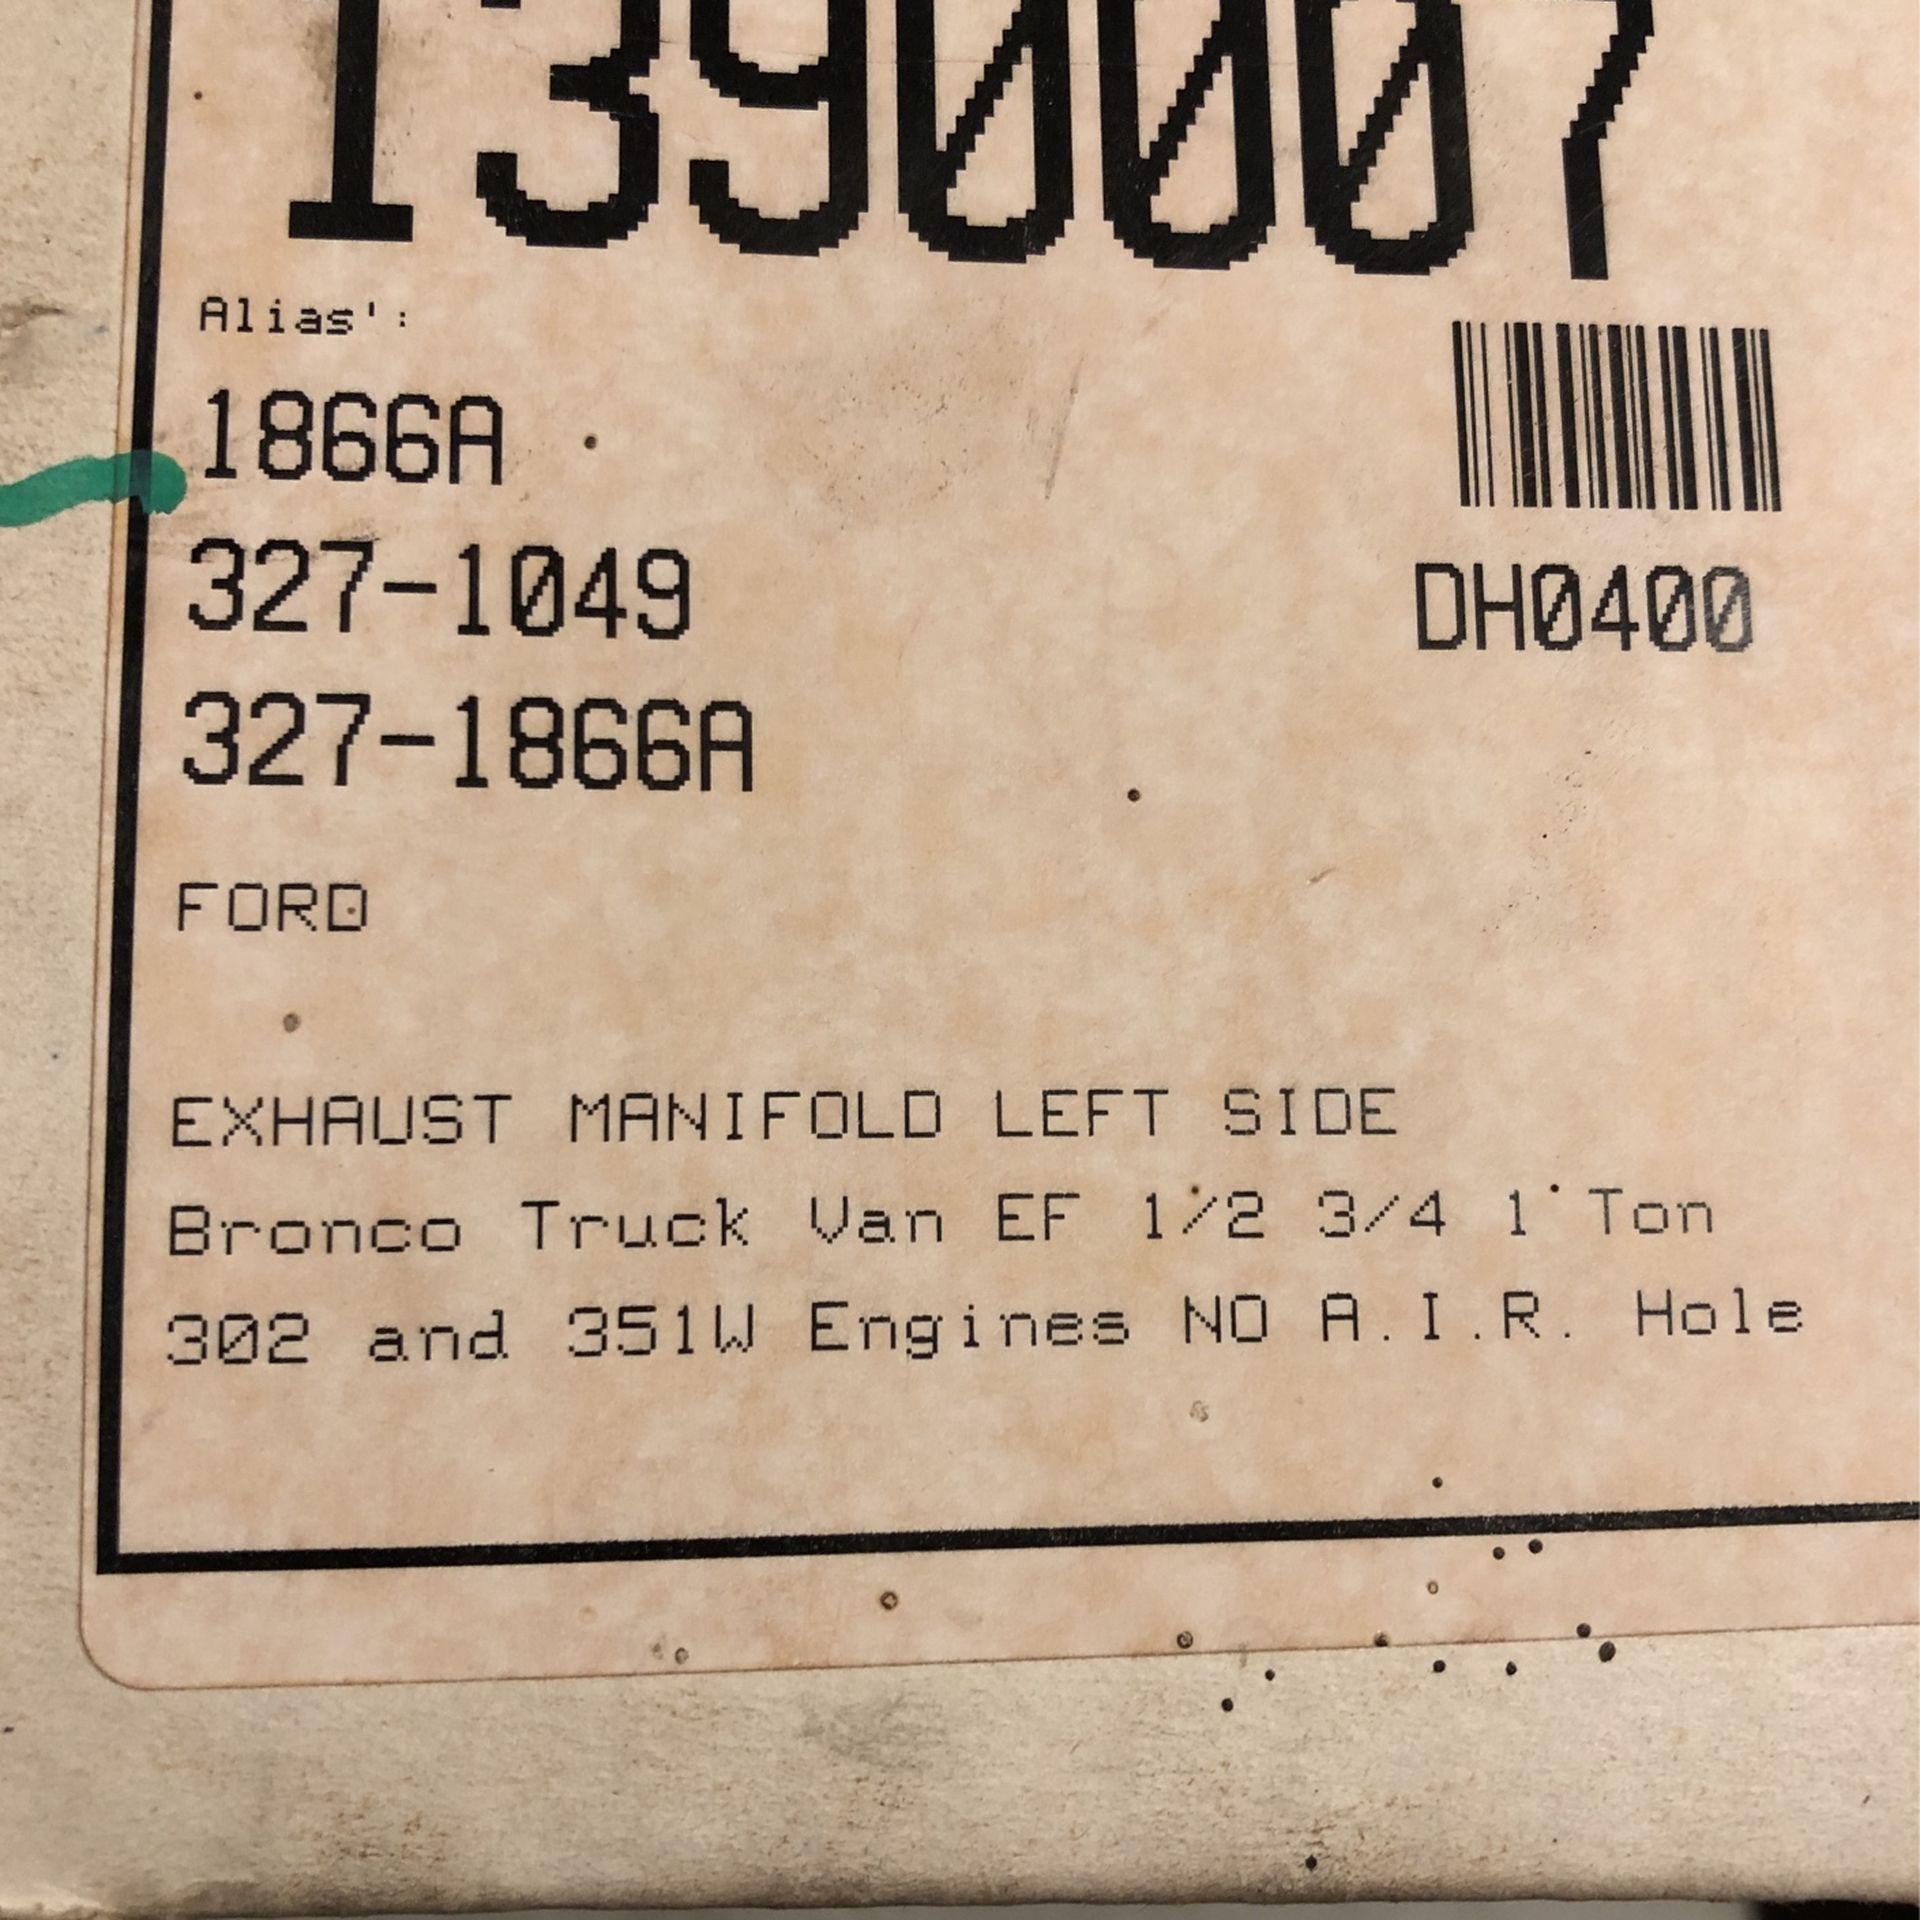 1390007
Alias':
1866A
327-1049
DH0400
327-1866A
FORD
EXHAUST MANIFOLD LEFT SIDE
Bronco Truck Van EF 1/2 3/4 1 Ton
302 and 351W Engines NO A.I.R. Hole